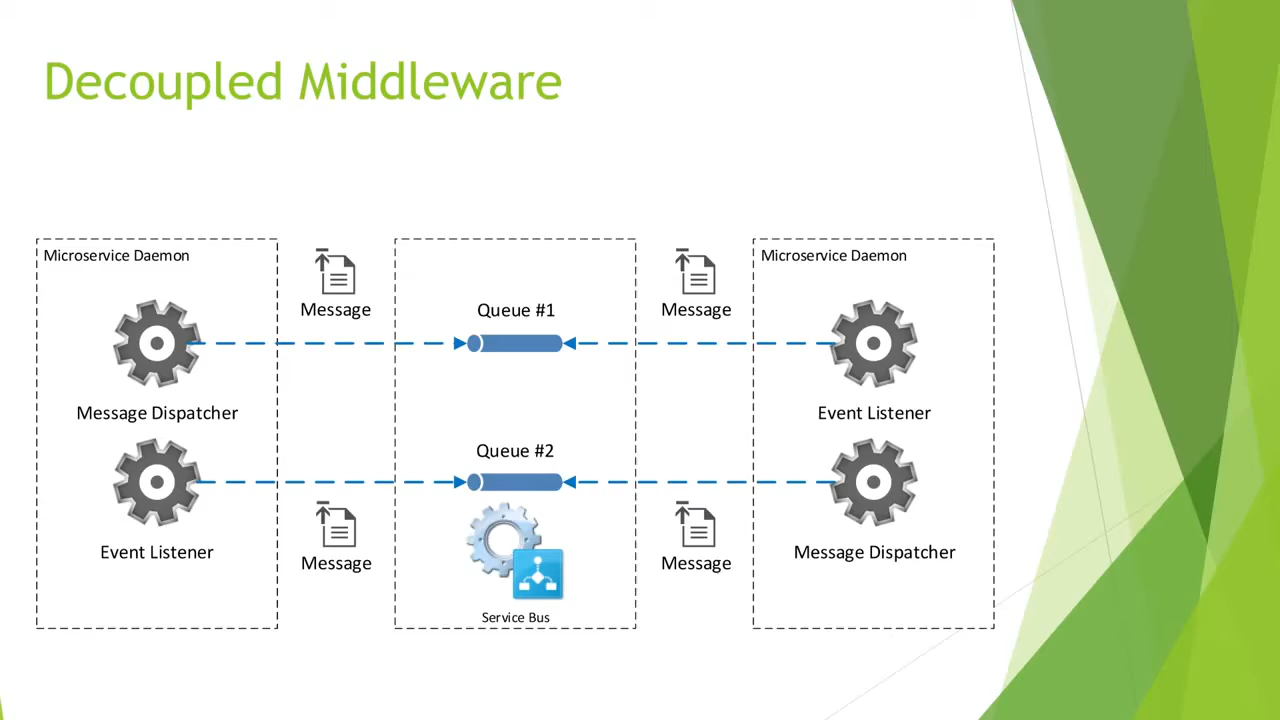 Decoupled Middleware
Microservice Daemon
Message
Message
Microservice Daemon
Queue #1
Message Dispatcher
Event Listener
Queue #2
Event Listener
Message
Message
Message Dispatcher
Service Bus